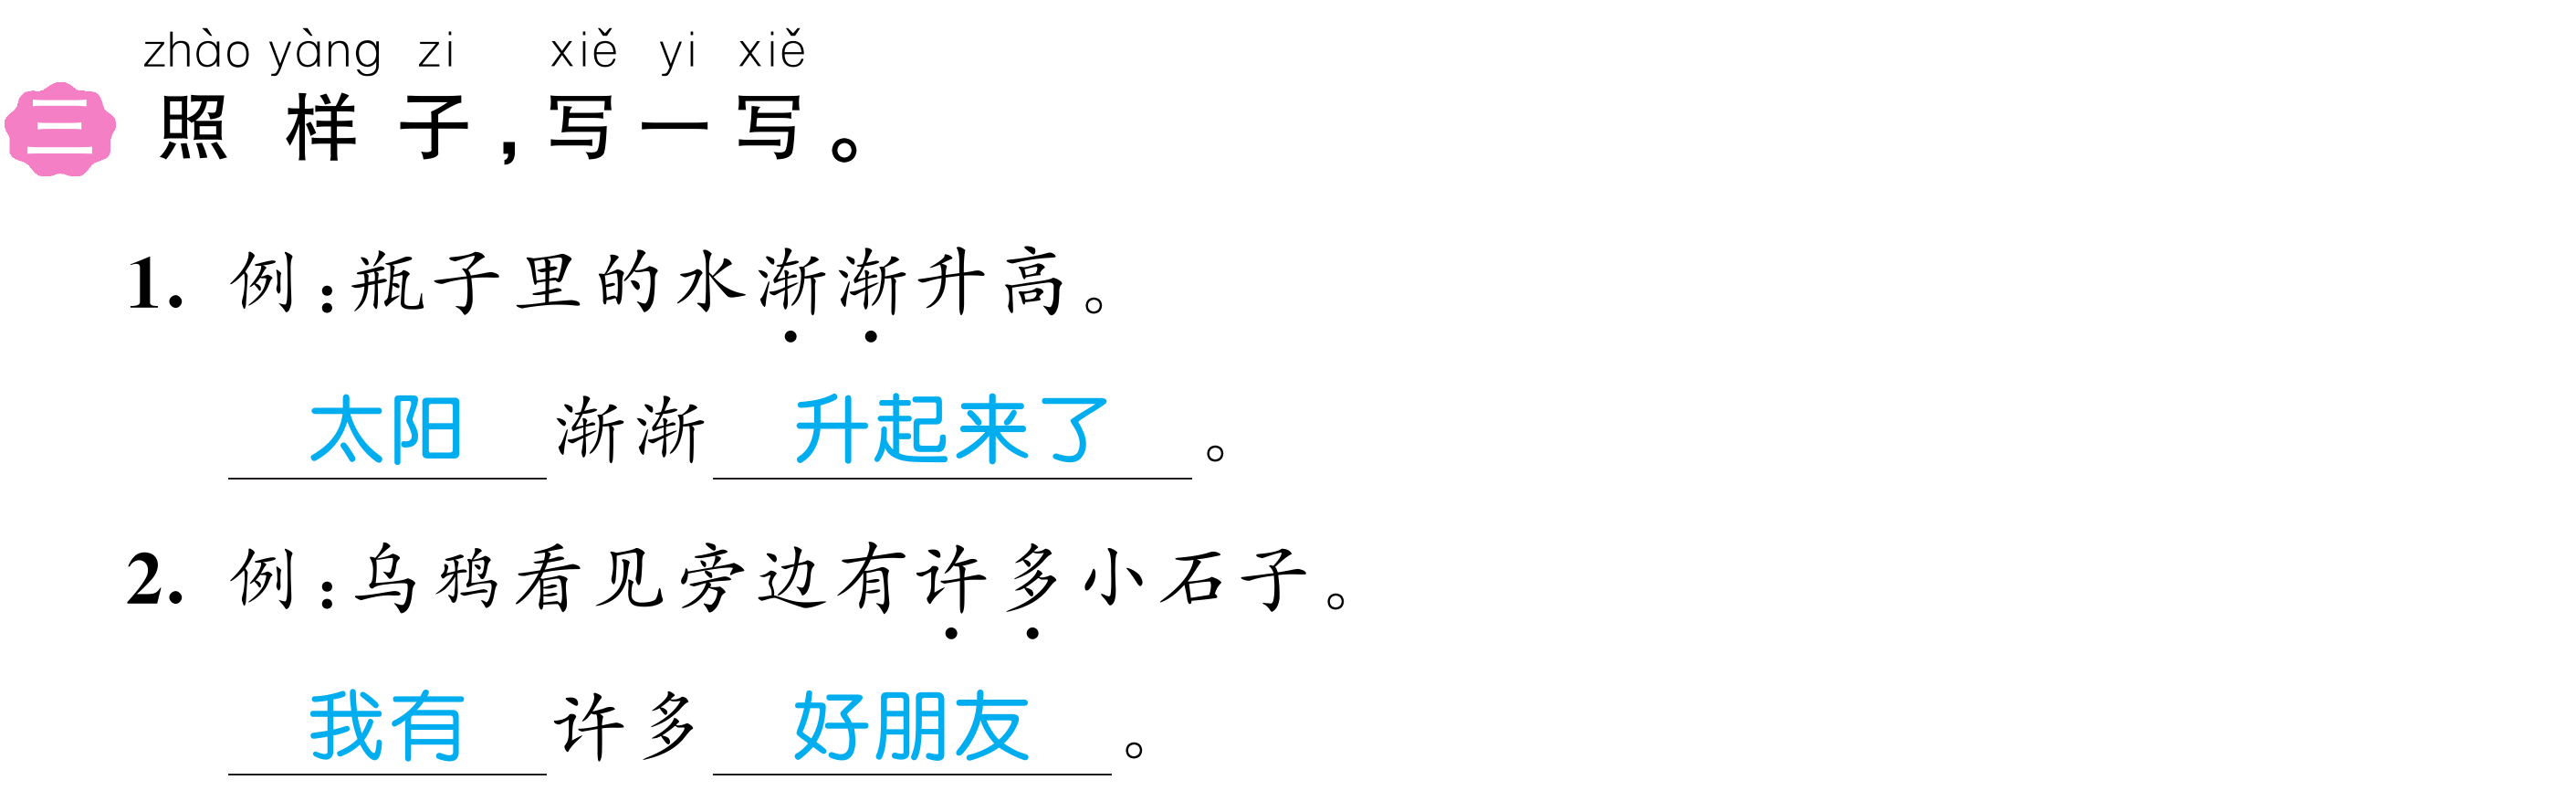 zhào yàng zi xiě yi xiě
三 照样子,写一写。
1. 例:瓶子里的水渐渐升高。
太阳渐渐升起来了。
2. 例:乌鸦看见旁边有许多小石子。
我有许多好朋友。